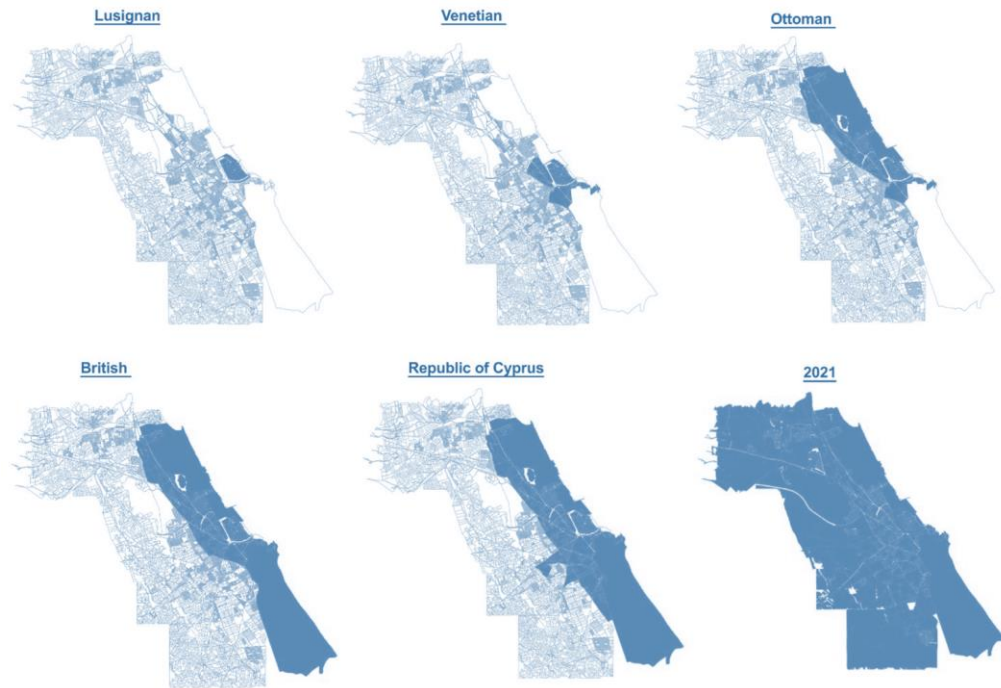 Lusignan
Venetian
Ottoman
British
Republic of Cyprus
2021